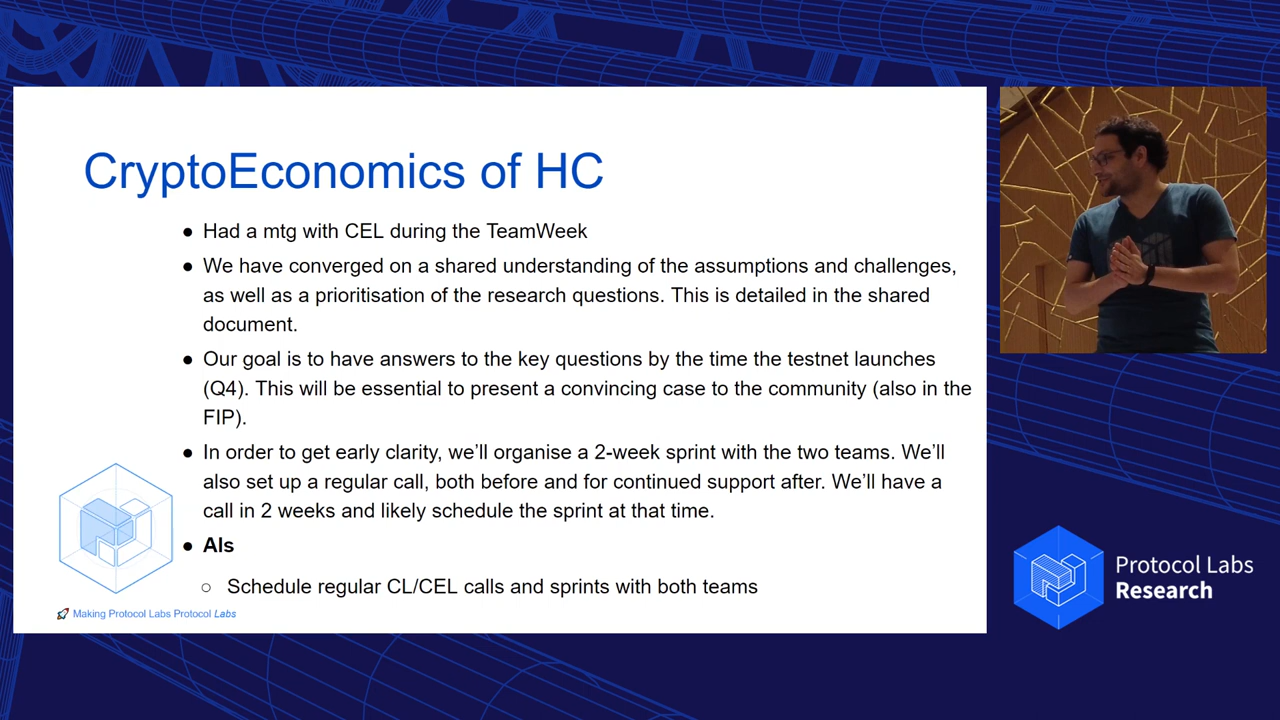 CryptoEconomics of HC
● Had a mtg with CEL during the TeamWeek
● We have converged on a shared understanding of the assumptions and challenges,
as well as a prioritisation of the research questions. This is detailed in the shared
document.
● Our goal is to have answers to the key questions by the time the testnet launches
(Q4). This will be essential to present a convincing case to the community (also in the
FIP).
● In order to get early clarity, we’ll organise a 2-week sprint with the two teams. We’ll
also set up a regular call, both before and for continued support after. We’ll have a
call in 2 weeks and likely schedule the sprint at that time.
● AIs
○ Schedule regular CL/CEL calls and sprints with both teams
🚀 Making Protocol Labs Protocol Labs
Protocol Labs
Research